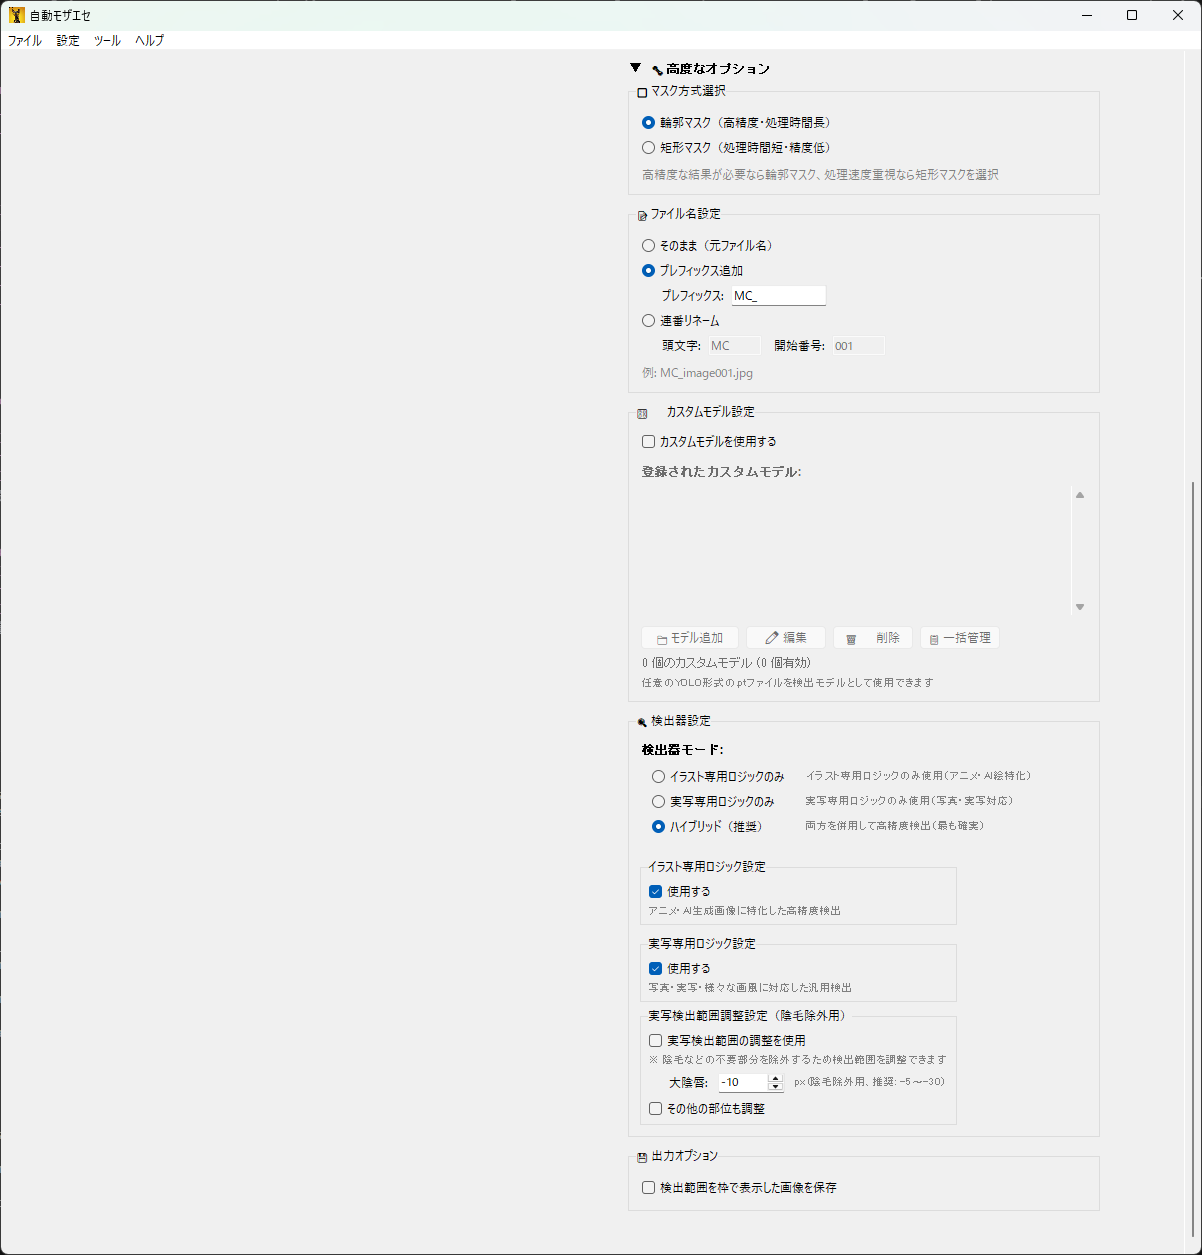 自動モザエセ
ファイル 設定 ツール ヘルプ
▼ 高度なオプション
マスク方式選択
輪郭マスク（高精度・処理時間長）
矩形マスク（処理時間短・精度低）
高精度な結果が必要なら輪郭マスク、処理速度重視なら矩形マスクを選択
ファイル名設定
そのまま（元ファイル名）
プレフィックス追加
プレフィックス: MC_
連番リネーム
頭文字: MC 開始番号: 001
例: MC_image001.jpg
カスタムモデル設定
カスタムモデルを使用する
登録されたカスタムモデル:
モデル追加 編集 削除 一括管理
0 個のカスタムモデル (0 個有効)
任意のYOLO形式の.ptファイルを検出モデルとして使用できます
検出器設定
検出器モード:
イラスト専用ロジックのみ イラスト専用ロジックのみ使用(アニメ・AI絵特化)
実写専用ロジックのみ 実写専用ロジックのみ使用(写真・実写対応)
ハイブリッド（推奨） 両方を併用して高精度検出(最も確実)
イラスト専用ロジック設定
使用する
アニメ・AI生成画像に特化した高精度検出
実写専用ロジック設定
使用する
写真・実写・様々な画風に対応した汎用検出
実写検出範囲調整設定（陰毛除外用）
実写検出範囲の調整を使用
※ 陰毛などの不要部分を除外するため検出範囲を調整できます
大陰唇: -10 px(陰毛除外用、推奨: -5～-30)
その他の部位も調整
出力オプション
検出範囲を枠で表示した画像を保存